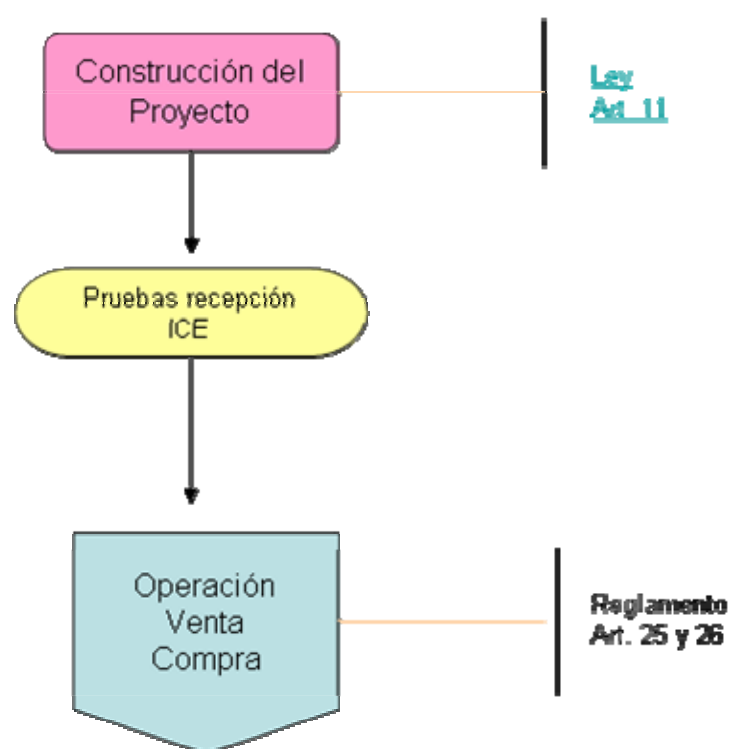 Construcción del
Proyecto
Ley
Art. 11
Pruebas recepción
ICE
Operación
Venta
Compra
Reglamento
Art. 25 y 26